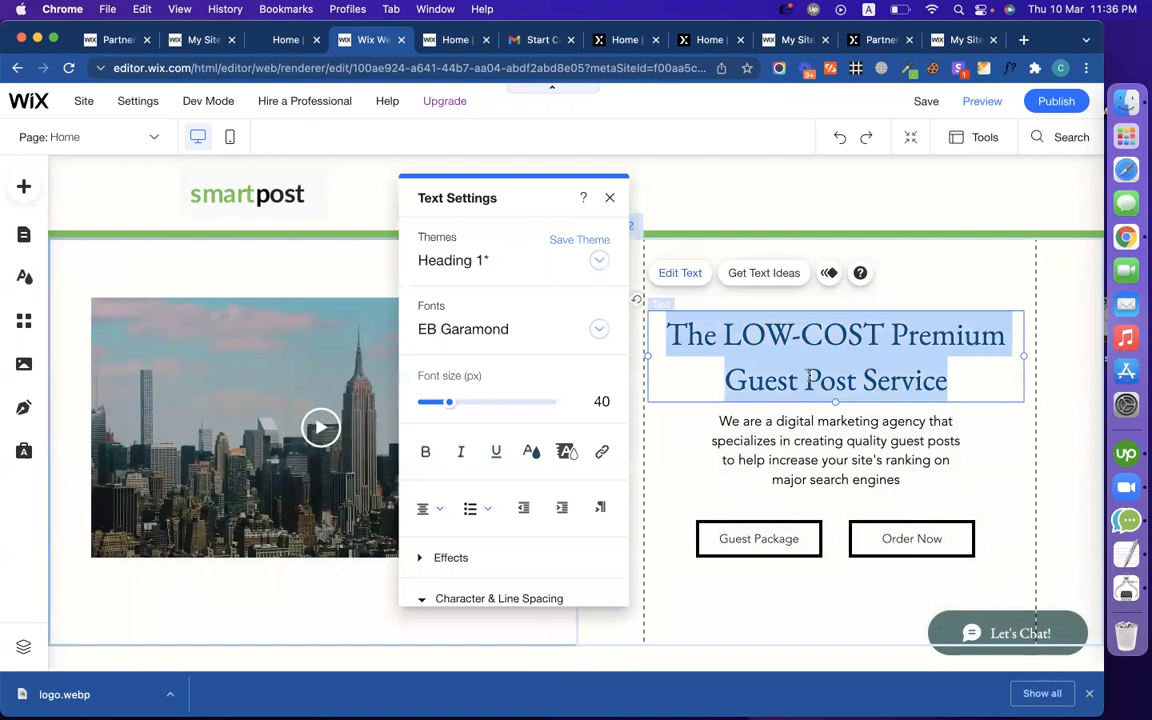 Chrome File Edit View History Bookmarks Profiles Tab Window Help
A Thu 10 Mar 11:36 PM
Partner My Site Home | Wix We Home | Start C Home | Home | My Site Partner My Site
editor.wix.com/html/editor/web/renderer/edit/100ae924-a641-44b7-aa04-abdf2abd8e05?metaSiteId=f00aa5c...
WiX Site Settings Dev Mode Hire a Professional Help Upgrade Save Preview Publish
Page: Home Tools Search
smartpost
Text Settings ?
Themes Save Theme
Heading 1*
Fonts
EB Garamond
Font size (px)
40
B I U
Effects
Character & Line Spacing
Edit Text Get Text Ideas ?
Text
The LOW-COST Premium
Guest Post Service
We are a digital marketing agency that
specializes in creating quality guest posts
to help increase your site's ranking on
major search engines
Guest Package Order Now
Let's Chat!
logo.webp Show all